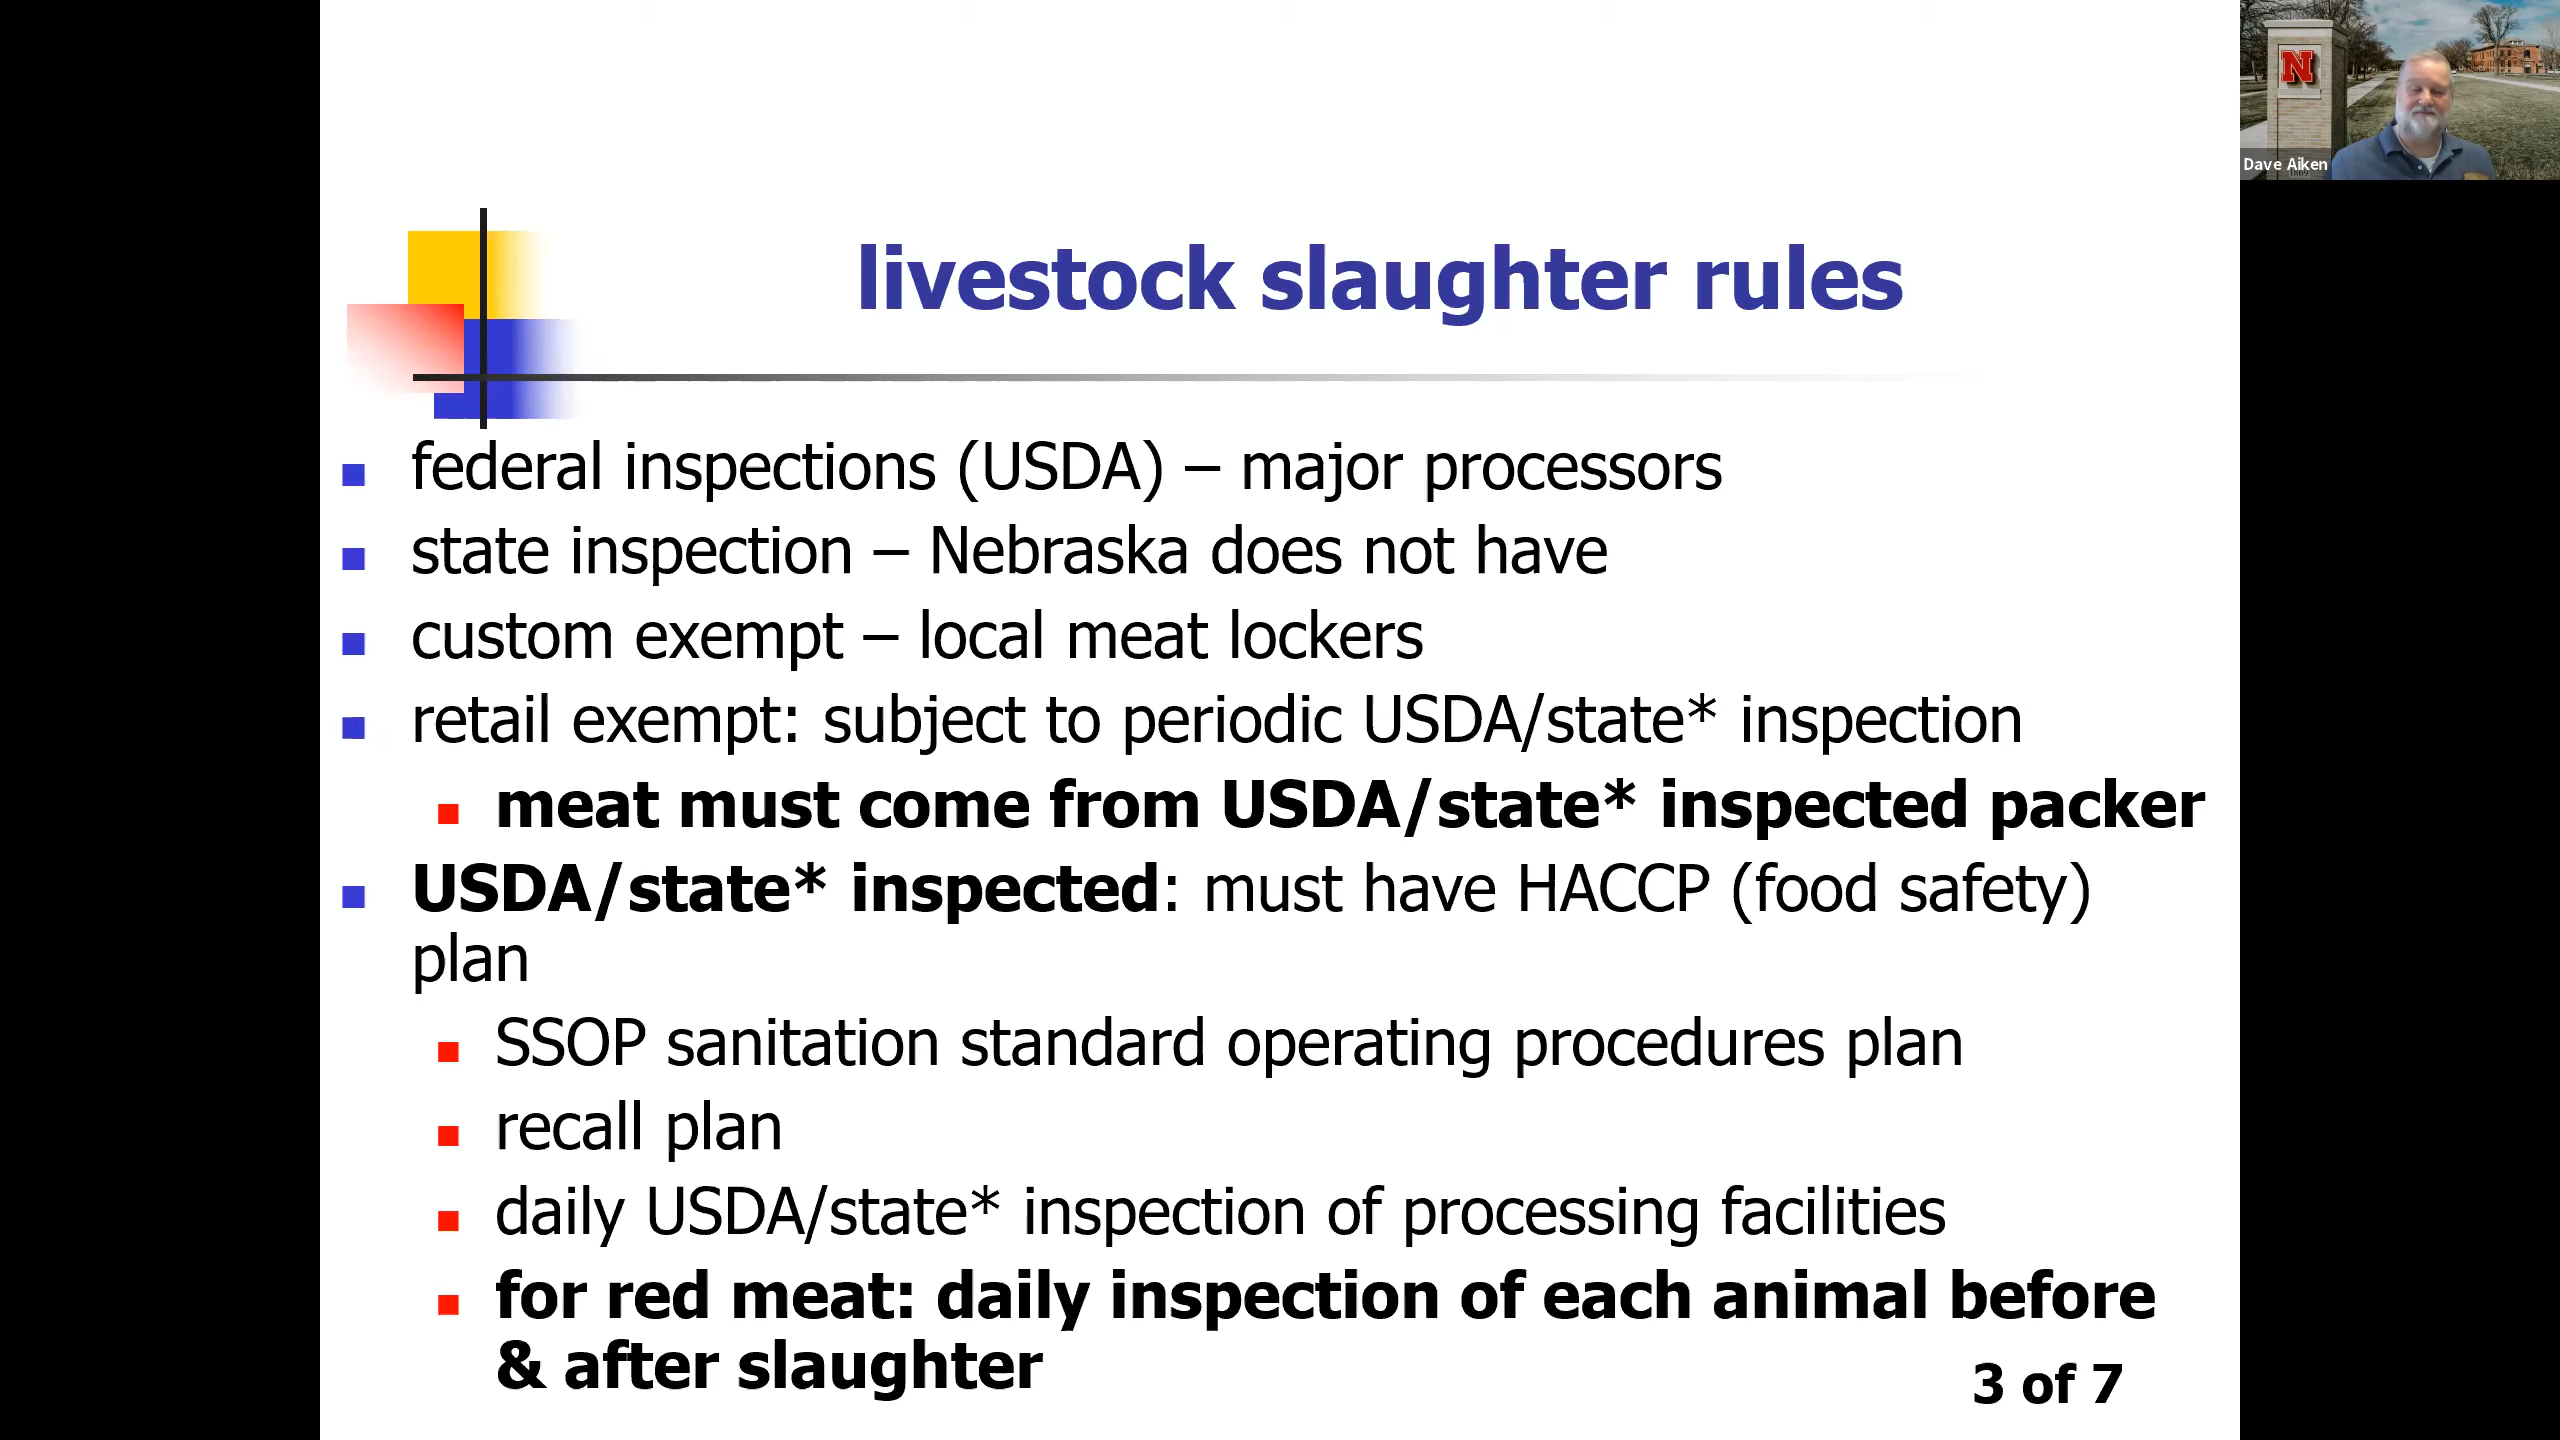 livestock slaughter rules
federal inspections (USDA) – major processors
state inspection – Nebraska does not have
custom exempt – local meat lockers
retail exempt: subject to periodic USDA/state* inspection
meat must come from USDA/state* inspected packer
USDA/state* inspected: must have HACCP (food safety)
plan
SSOP sanitation standard operating procedures plan
recall plan
daily USDA/state* inspection of processing facilities
for red meat: daily inspection of each animal before
& after slaughter
3 of 7
N
Dave Aiken